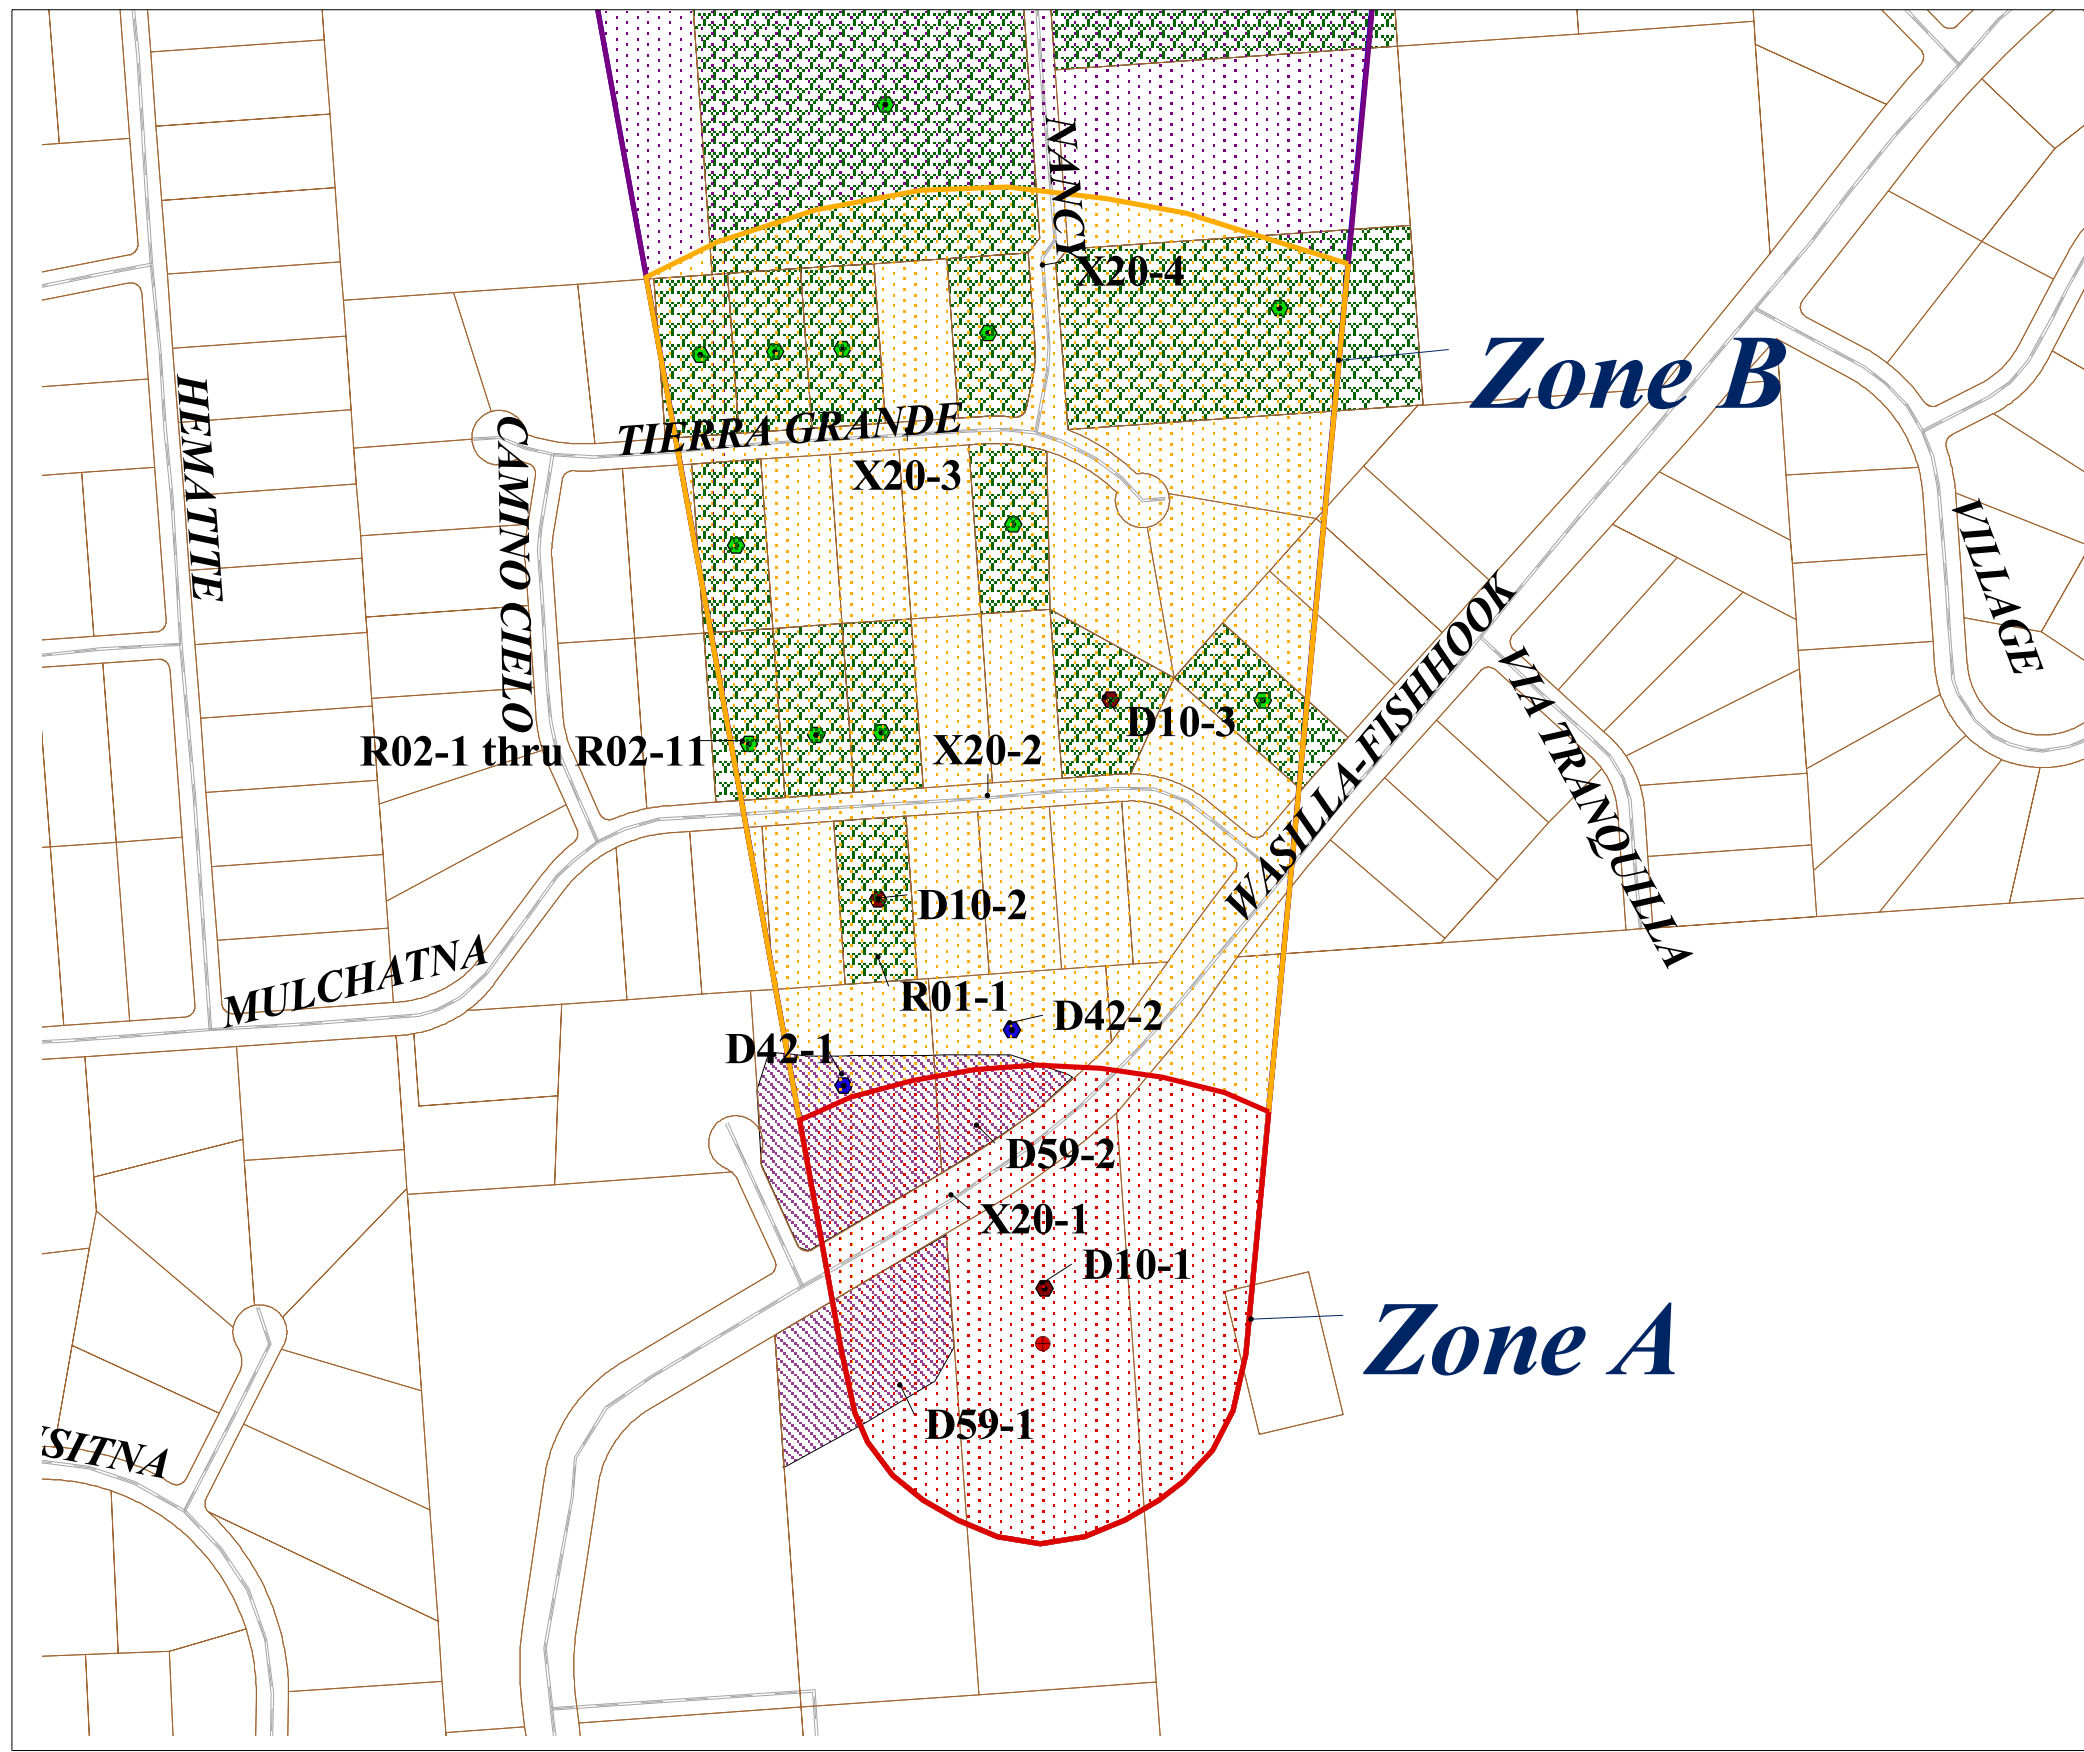 NANCY
X20-4
Zone B
HEMATITE
CAMINO CIELO
TIERRA GRANDE
X20-3
VILLAGE
WASILLA-FISHHOOK
VIA TRANQUILLA
D10-3
R02-1 thru R02-11
X20-2
D10-2
MULCHATNA
R01-1
D42-2
D42-1
D59-2
X20-1
D10-1
Zone A
D59-1
SITNA